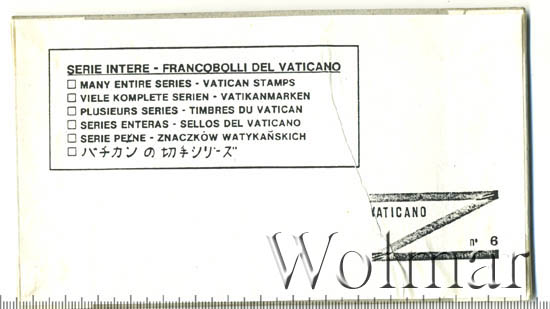 SERIE INTERE - FRANCOBOLLI DEL VATICANO
☐ MANY ENTIRE SERIES - VATICAN STAMPS
☐ VIELE KOMPLETE SERIEN - VATIKANMARKEN
☐ PLUSIEURS SERIES - TIMBRES DU VATICAN
☐ SERIES ENTERAS - SELLOS DEL VATICANO
☐ SERIE PEŁNE - ZNACZKÓW WATYKAŃSKICH
☐ バチカンの切手シリーズ
VATICANO
n° 6
Wolmar